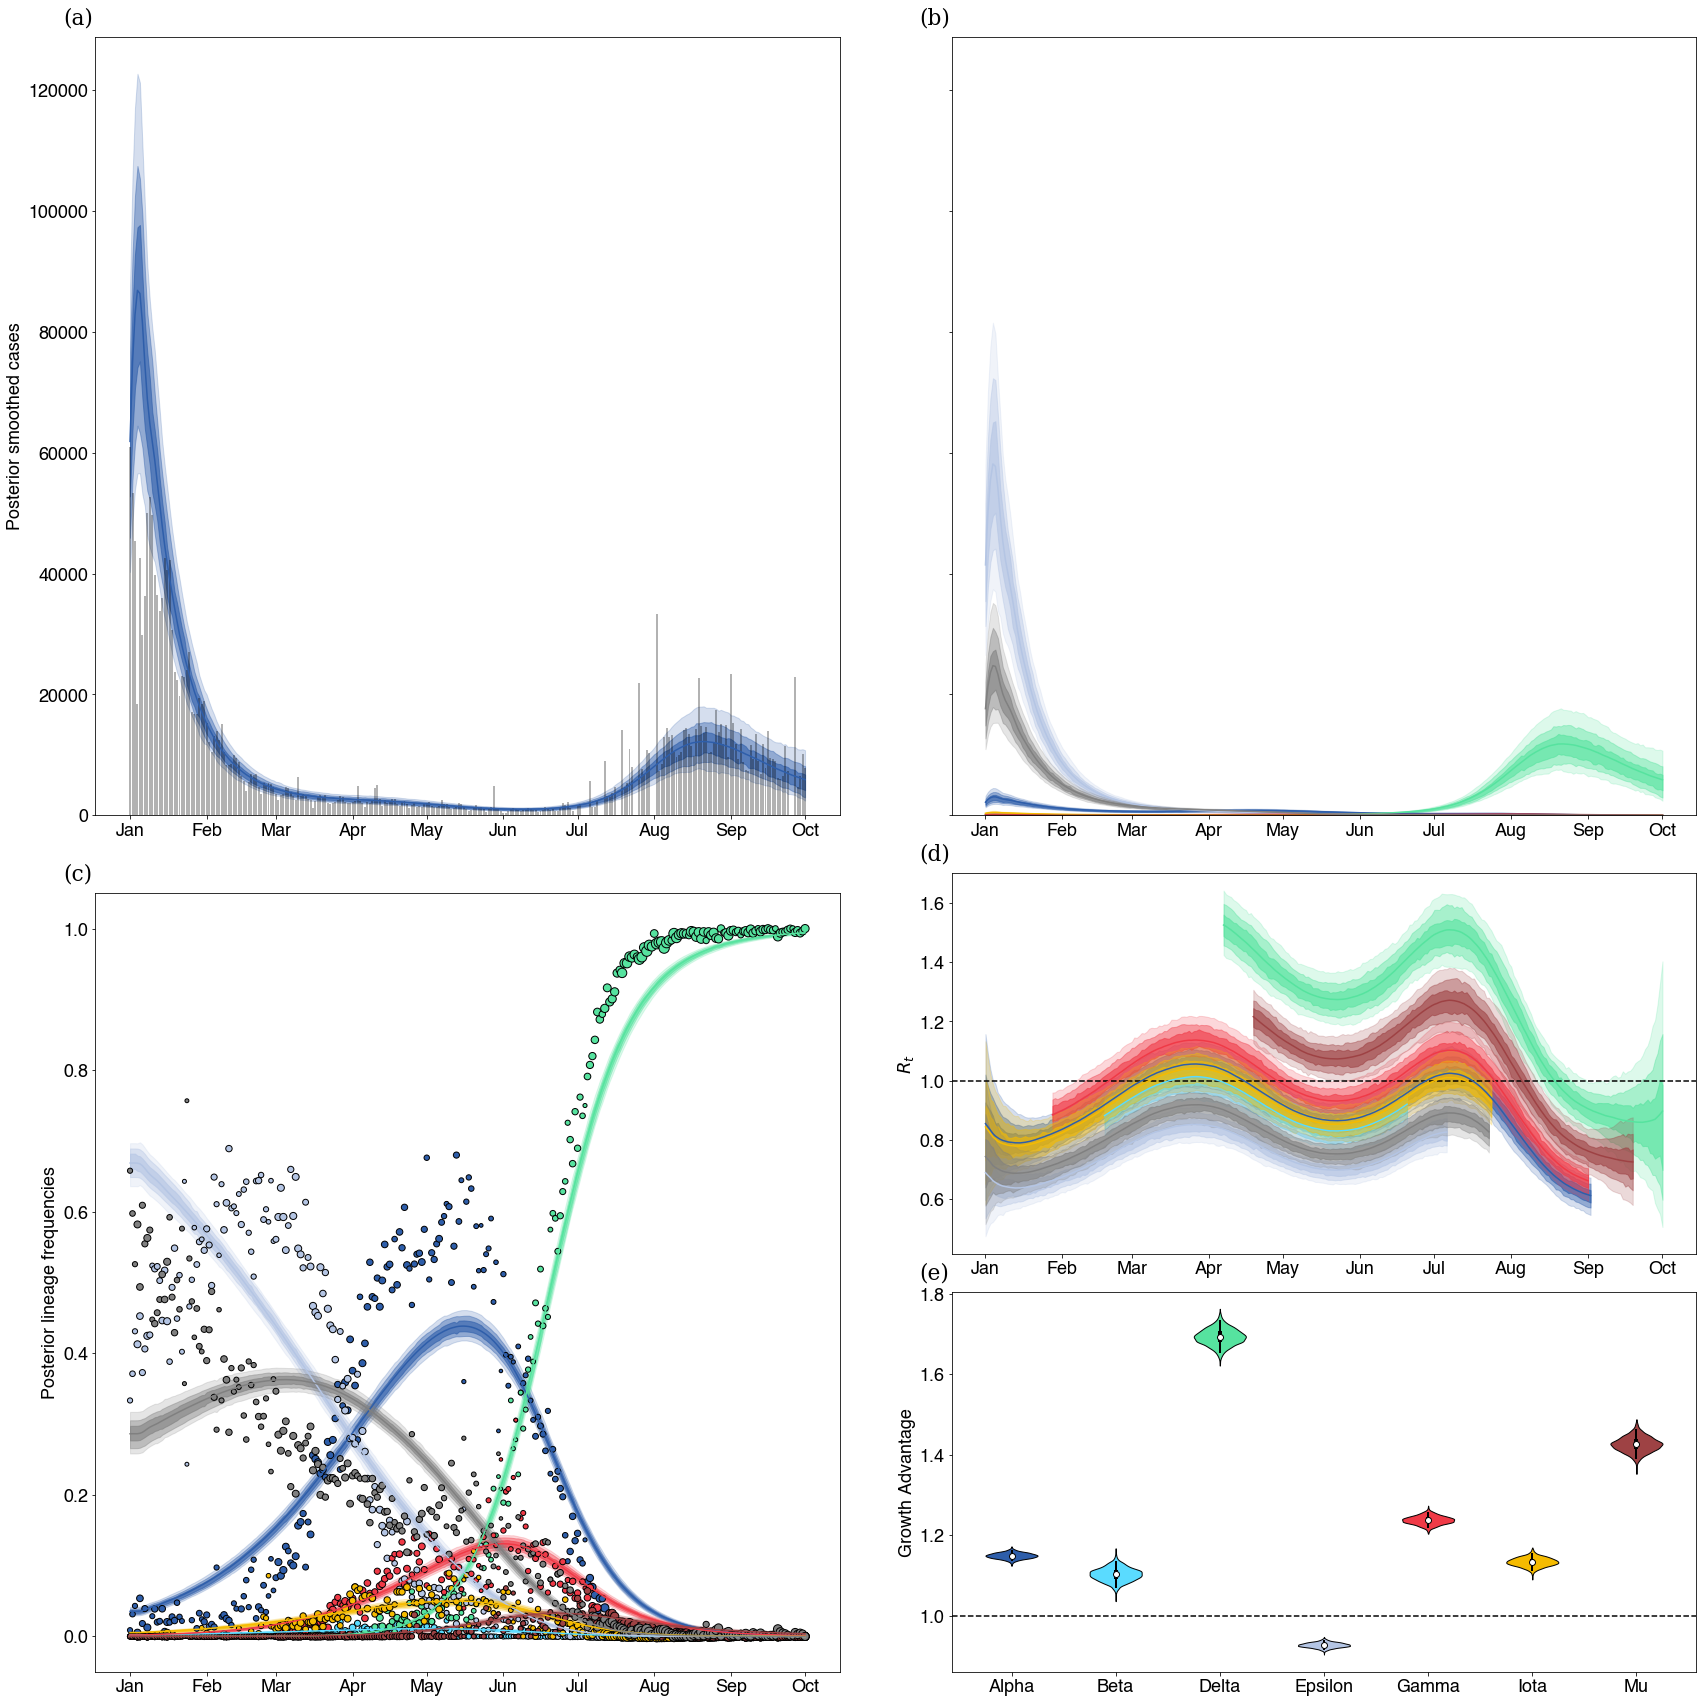 (a)
120000
100000
80000
60000
40000
20000
0
Posterior smoothed cases
Jan Feb Mar Apr May Jun Jul Aug Sep Oct
(b)
Jan Feb Mar Apr May Jun Jul Aug Sep Oct
(c)
1.0
0.8
0.6
0.4
0.2
0.0
Posterior lineage frequencies
Jan Feb Mar Apr May Jun Jul Aug Sep Oct
(d)
1.6
1.4
1.2
1.0
0.8
0.6
Rt
Jan Feb Mar Apr May Jun Jul Aug Sep Oct
(e)
1.8
1.6
1.4
1.2
1.0
Growth Advantage
Alpha Beta Delta Epsilon Gamma Iota Mu